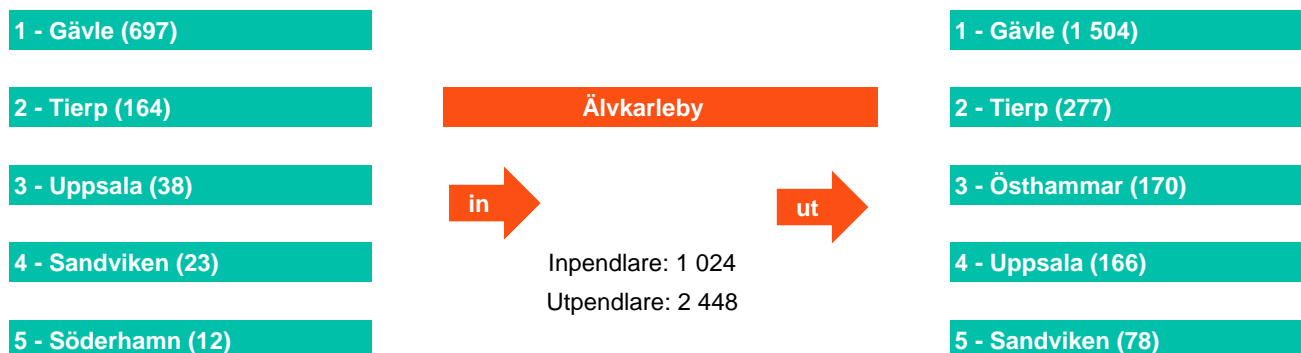 1 - Gävle (697)
2 - Tierp (164)
3 - Uppsala (38)
4 - Sandviken (23)
5 - Söderhamn (12)
Älvkarleby
in
ut
Inpendlare: 1 024
Utpendlare: 2 448
1 - Gävle (1 504)
2 - Tierp (277)
3 - Östhammar (170)
4 - Uppsala (166)
5 - Sandviken (78)